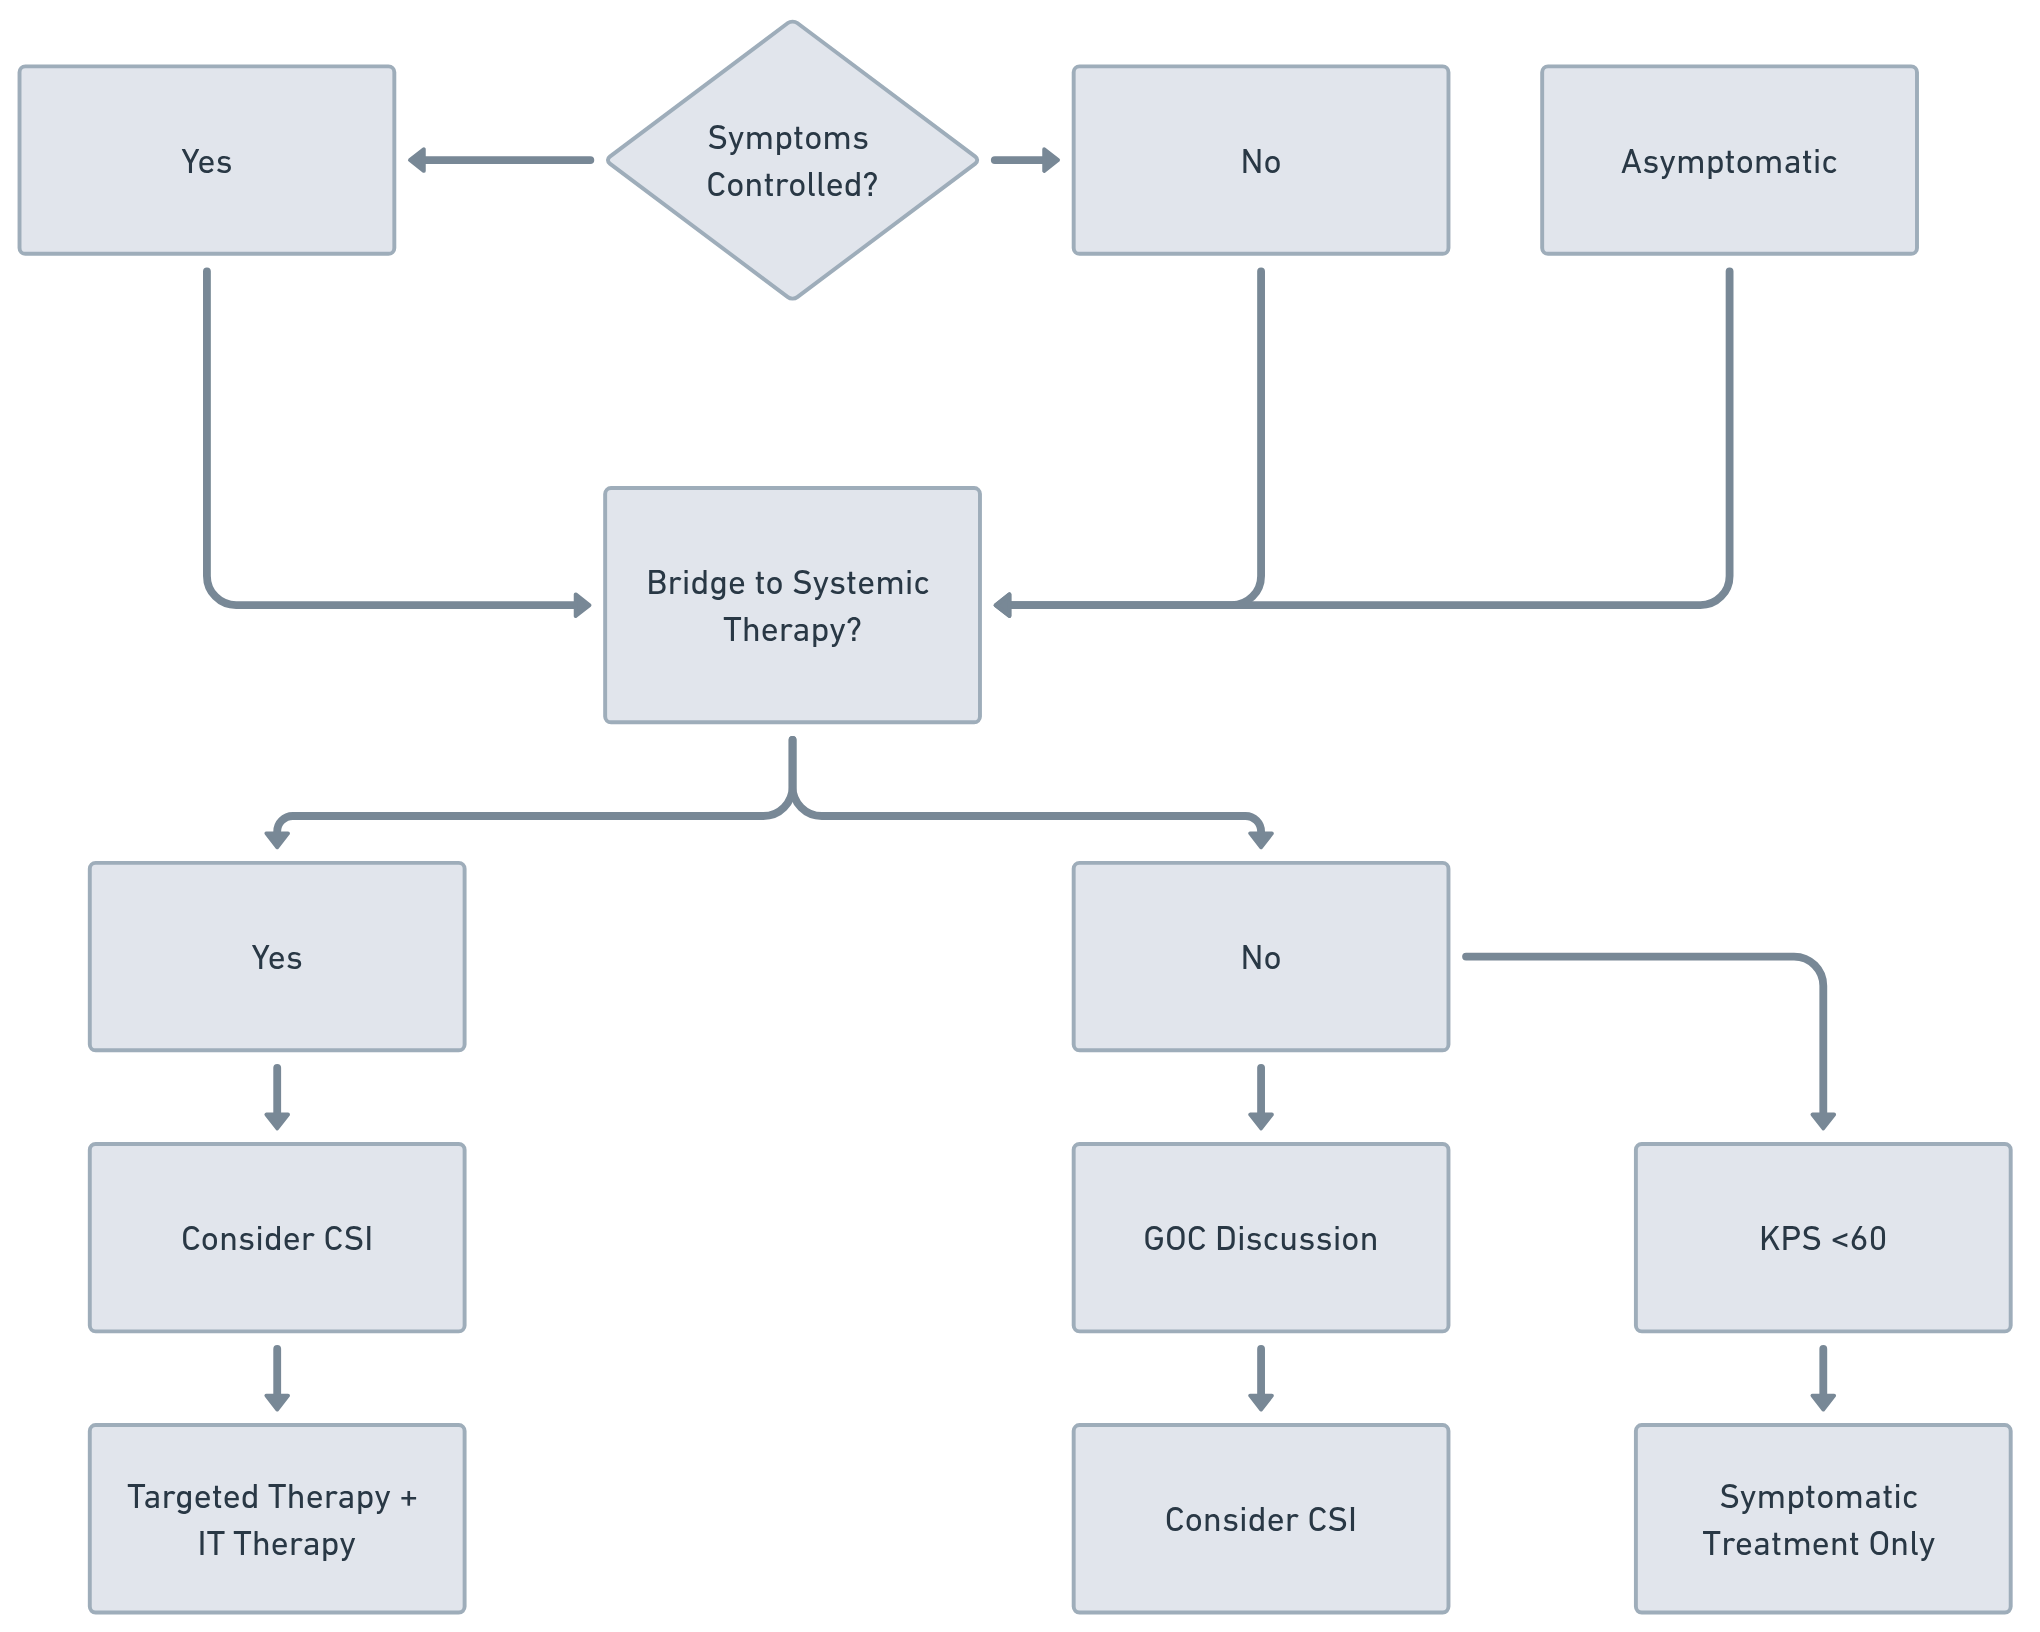 Yes
Symptoms
Controlled?
No
Asymptomatic
Bridge to Systemic
Therapy?
Yes
No
Consider CSI
GOC Discussion
KPS <60
Targeted Therapy +
IT Therapy
Consider CSI
Symptomatic
Treatment Only